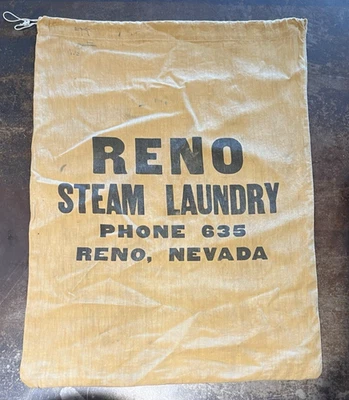 RENO
STEAM LAUNDRY
PHONE 635
RENO, NEVADA